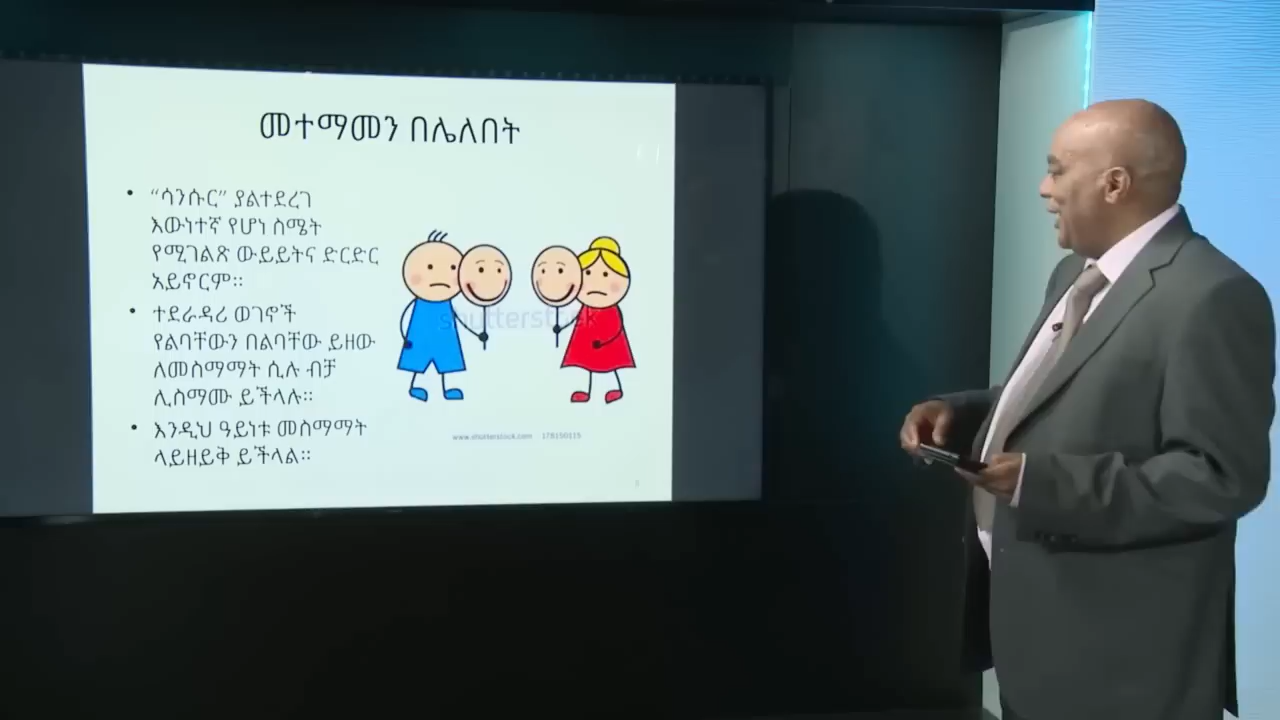 መተማመን በሌለበት
• “ሳንሱር” ያልተደረገ
እውነተኛ የሆነ ስሜት
የሚገልጽ ውይይትና ድርድር
አይኖርም።
• ተደራዳሪ ወገኖች
የልባቸውን በልባቸው ይዘው
ለመስማማት ሲሉ ብቻ
ሊስማሙ ይችላሉ።
• እንዲህ ዓይነቱ መስማማት
ላይዘይቅ ይችላል።
shutterstock
www.shutterstock.com 178150115